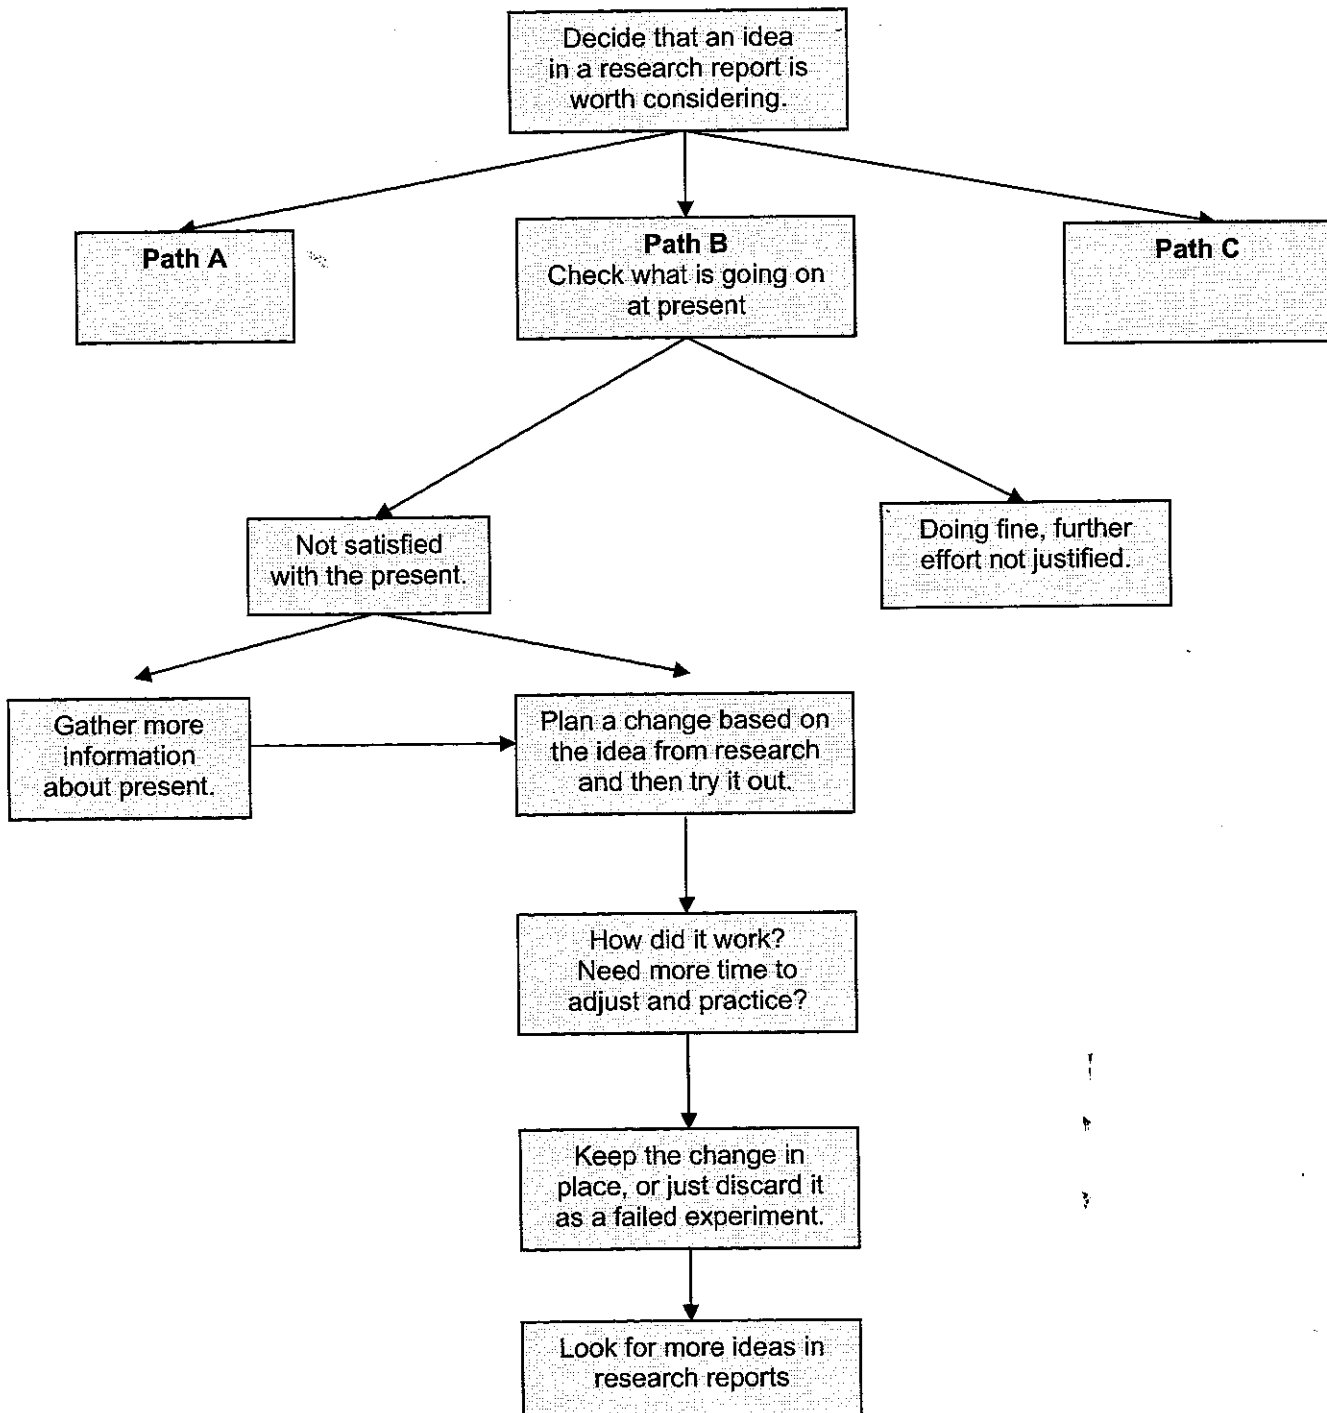 Decide that an idea
in a research report is
worth considering.
Path A
Path B
Check what is going on
at present
Path C
Not satisfied
with the present.
Doing fine, further
effort not justified.
Gather more
information
about present.
Plan a change based on
the idea from research
and then try it out.
How did it work?
Need more time to
adjust and practice?
Keep the change in
place, or just discard it
as a failed experiment.
Look for more ideas in
research reports